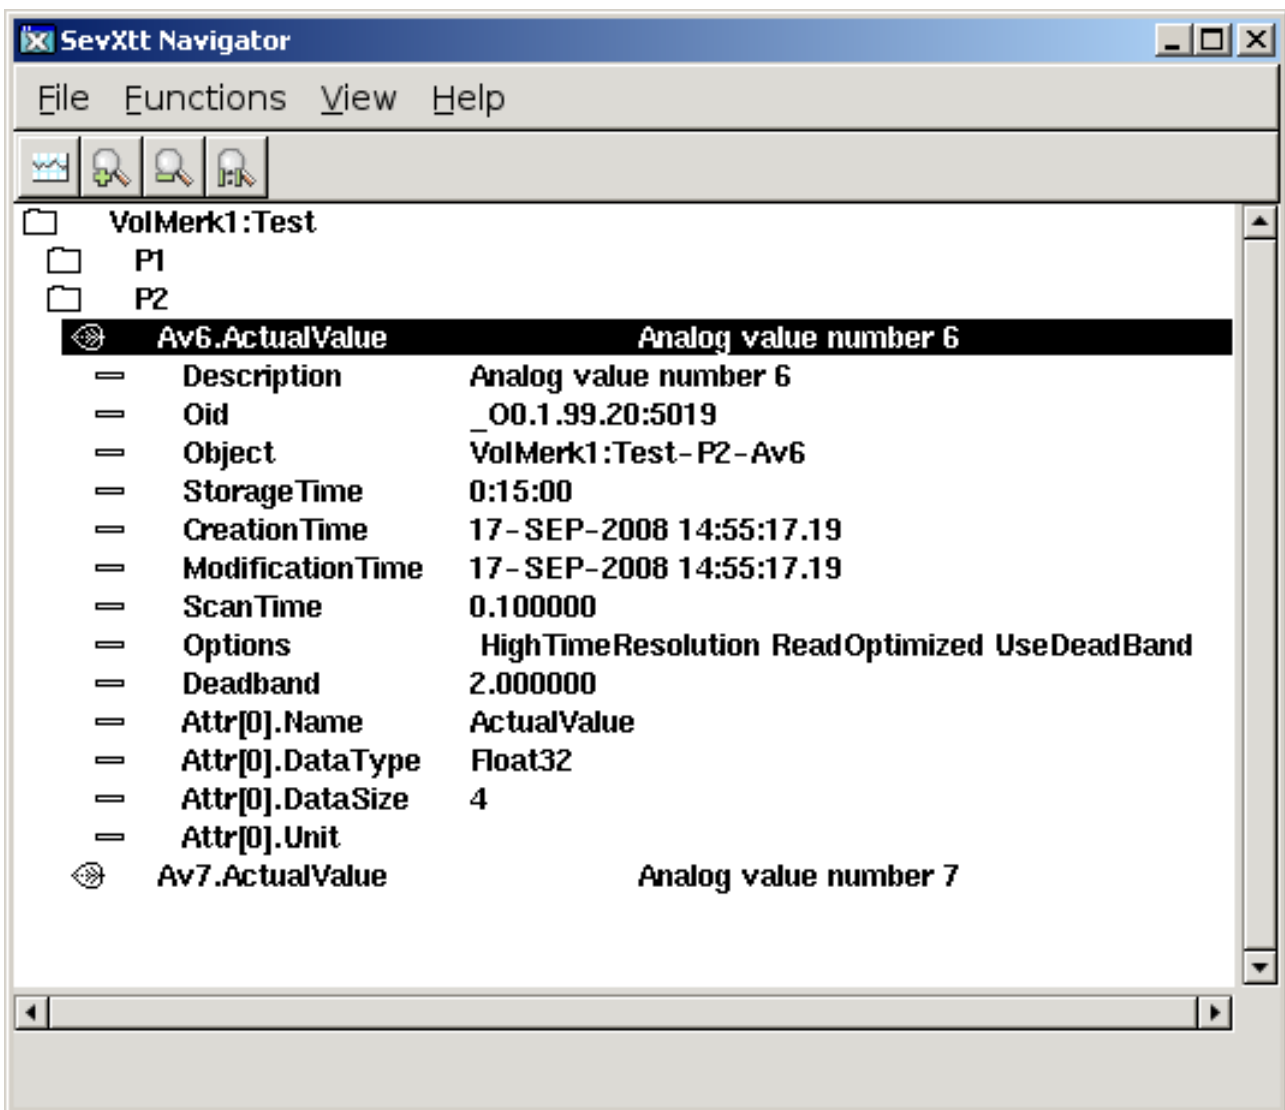 SevXtt Navigator
File Functions View Help
VolMerk1:Test
P1
P2
Av6.ActualValue Analog value number 6
Description Analog value number 6
Oid _O0.1.99.20:5019
Object VolMerk1:Test-P2-Av6
StorageTime 0:15:00
CreationTime 17-SEP-2008 14:55:17.19
ModificationTime 17-SEP-2008 14:55:17.19
ScanTime 0.100000
Options HighTimeResolution ReadOptimized UseDeadBand
Deadband 2.000000
Attr[0].Name ActualValue
Attr[0].DataType Float32
Attr[0].DataSize 4
Attr[0].Unit
Av7.ActualValue Analog value number 7